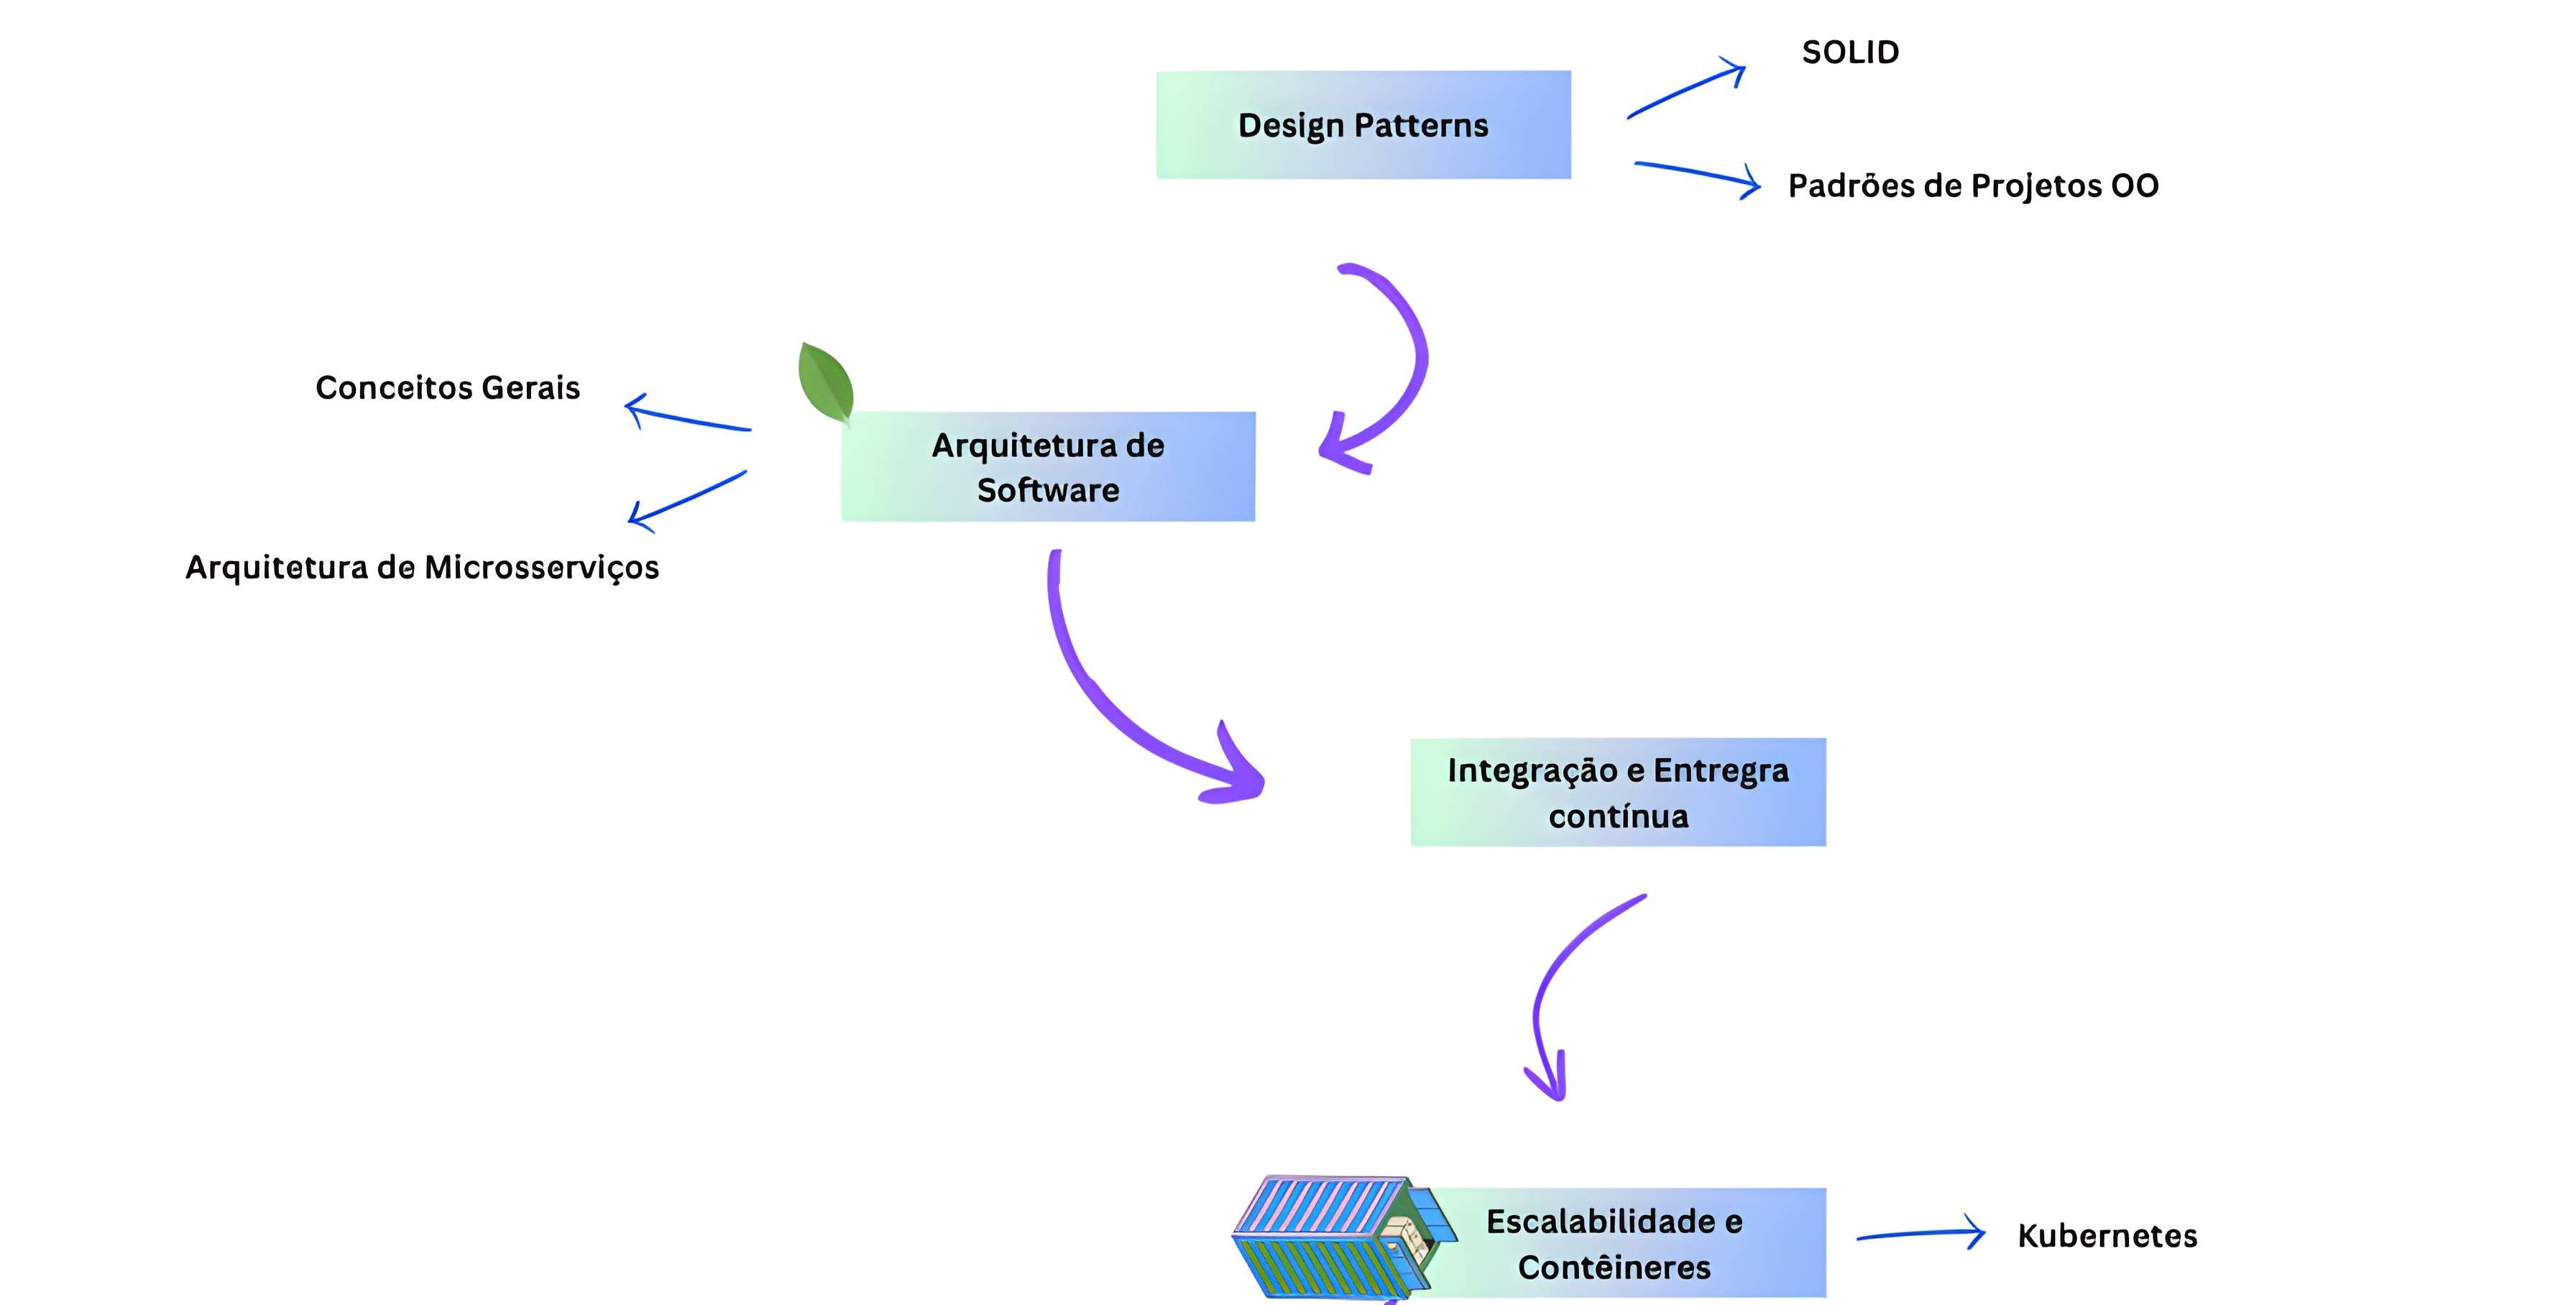 SOLID
Design Patterns
Padrões de Projetos OO
Conceitos Gerais
Arquitetura de
Software
Arquitetura de Microsserviços
Integração e Entregra
contínua
Escalabilidade e
Contêineres
Kubernetes